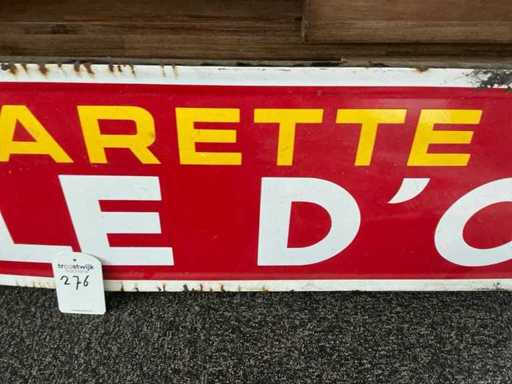 ARETTE
LE D'O
troostwijk
276